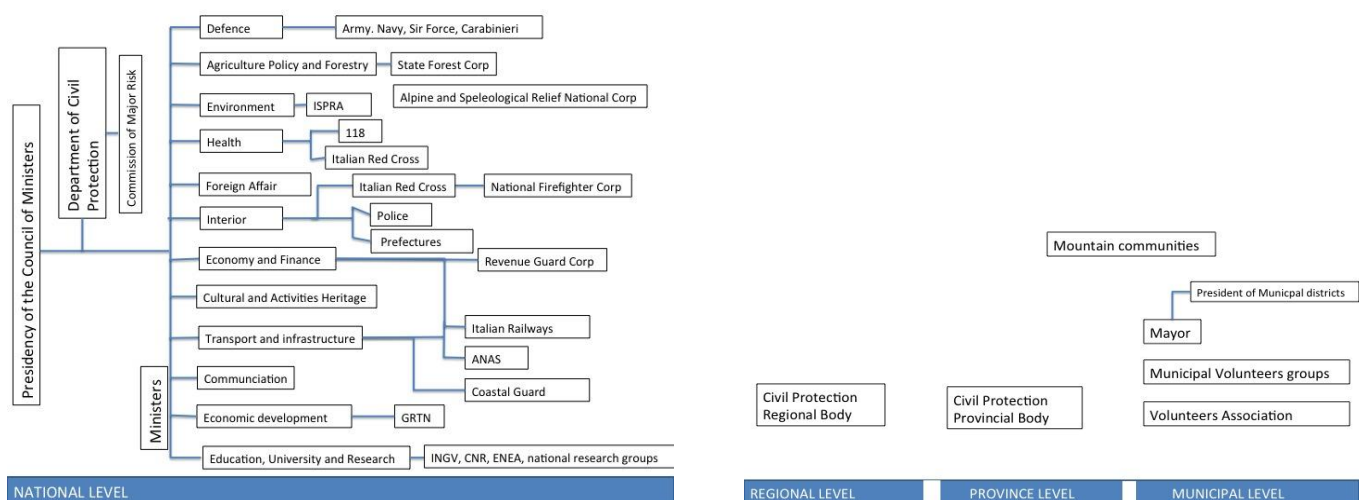 Presidency of the Council of Ministers
Department of Civil
Protection
Commission of Major Risk
Ministers
Defence
Army. Navy, Sir Force, Carabinieri
Agriculture Policy and Forestry
State Forest Corp
Alpine and Speleological Relief National Corp
Environment
ISPRA
Health
118
Italian Red Cross
Foreign Affair
Interior
Italian Red Cross
National Firefighter Corp
Police
Prefectures
Economy and Finance
Revenue Guard Corp
Cultural and Activities Heritage
Transport and infrastructure
Italian Railways
ANAS
Coastal Guard
Communciation
Economic development
GRTN
Education, University and Research
INGV, CNR, ENEA, national research groups
NATIONAL LEVEL
Civil Protection
Regional Body
REGIONAL LEVEL
Civil Protection
Provincial Body
PROVINCE LEVEL
Mountain communities
President of Municpal districts
Mayor
Municipal Volunteers groups
Volunteers Association
MUNICIPAL LEVEL